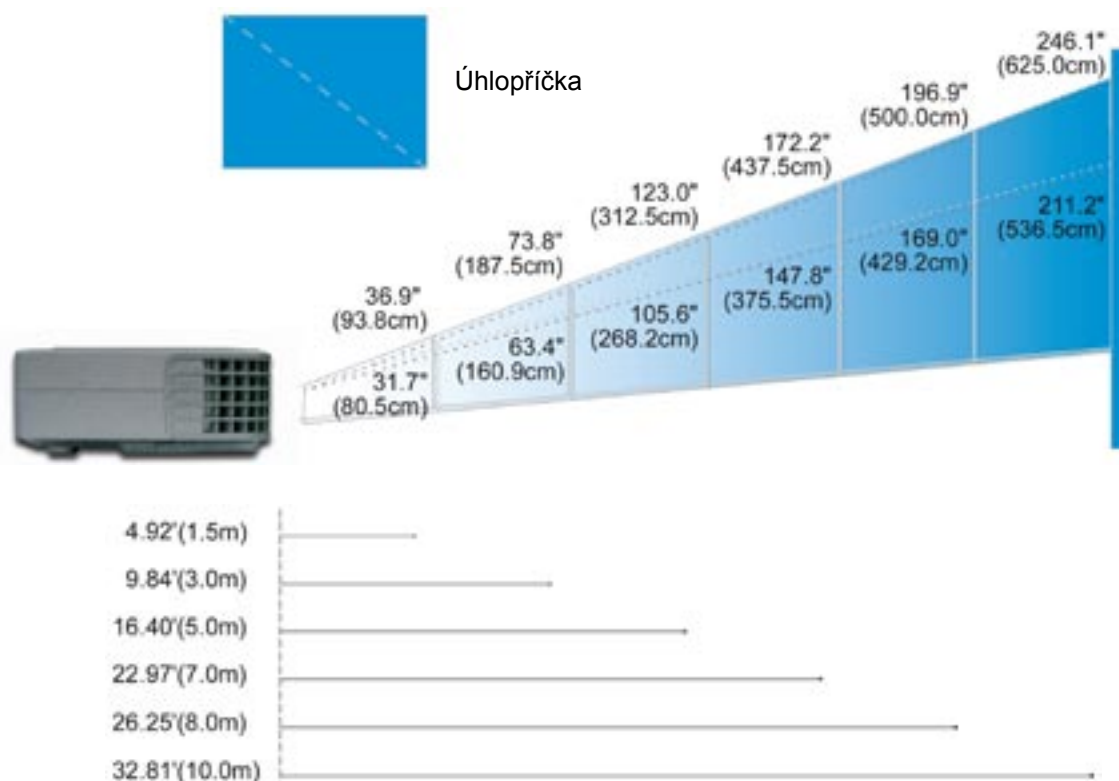 Úhlopříčka
246.1"
(625.0cm)
196.9"
(500.0cm)
172.2"
(437.5cm)
123.0"
(312.5cm)
73.8"
(187.5cm)
36.9"
(93.8cm)
211.2"
(536.5cm)
169.0"
(429.2cm)
147.8"
(375.5cm)
105.6"
(268.2cm)
63.4"
(160.9cm)
31.7"
(80.5cm)
4.92'(1.5m)
9.84'(3.0m)
16.40'(5.0m)
22.97'(7.0m)
26.25'(8.0m)
32.81'(10.0m)